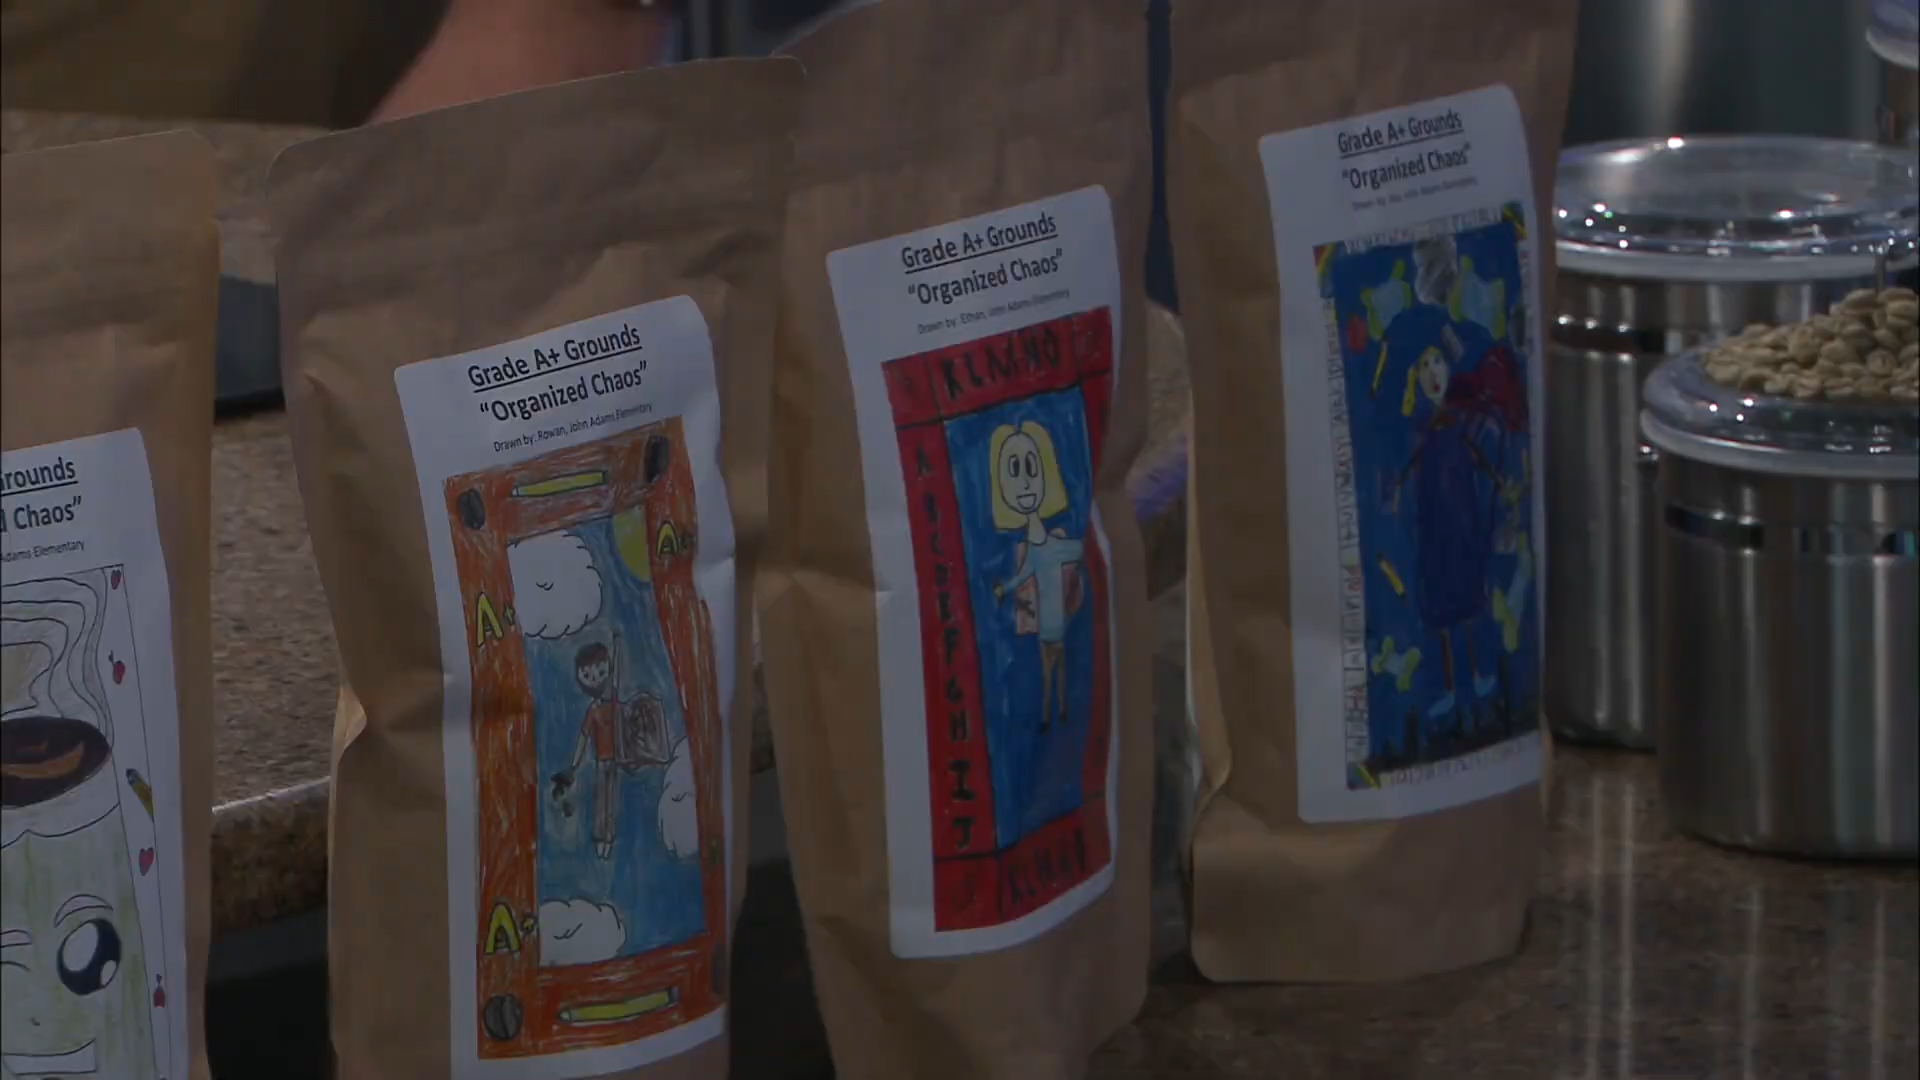 Grounds
Chaos"
Adams Elementary
Grade A+ Grounds
"Organized Chaos"
Drawn by: Rowan, John Adams Elementary
A+
A+
A+
Grade A+ Grounds
"Organized Chaos"
Drawn by: Ethan, John Adams Elementary
KLMNO
A
B
C
D
E
F
G
H
I
J
KLMNO
Grade A+ Grounds
"Organized Chaos"